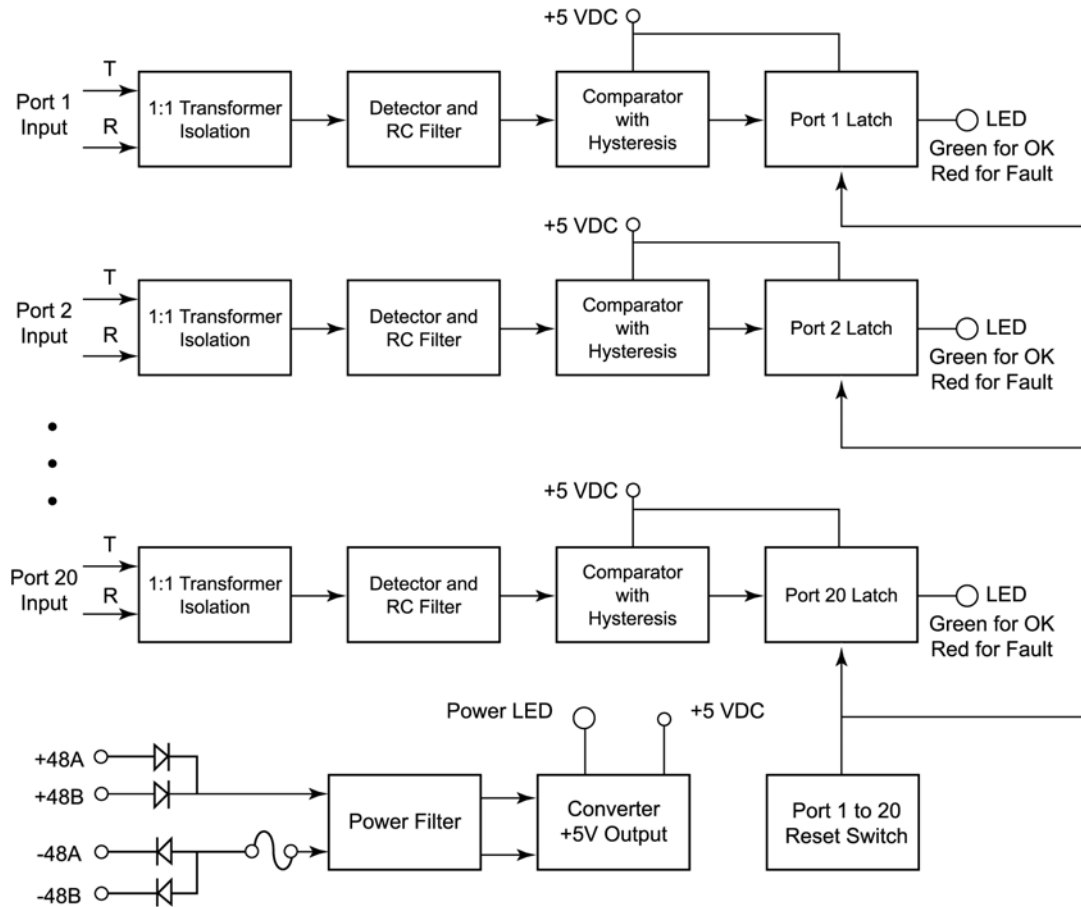 +5 VDC
Port 1
Input
T
R
1:1 Transformer
Isolation
Detector and
RC Filter
Comparator
with
Hysteresis
Port 1 Latch
LED
Green for OK
Red for Fault
+5 VDC
Port 2
Input
T
R
1:1 Transformer
Isolation
Detector and
RC Filter
Comparator
with
Hysteresis
Port 2 Latch
LED
Green for OK
Red for Fault
+5 VDC
Port 20
Input
T
R
1:1 Transformer
Isolation
Detector and
RC Filter
Comparator
with
Hysteresis
Port 20 Latch
LED
Green for OK
Red for Fault
Power LED
+5 VDC
+48A
+48B
-48A
-48B
Power Filter
Converter
+5V Output
Port 1 to 20
Reset Switch